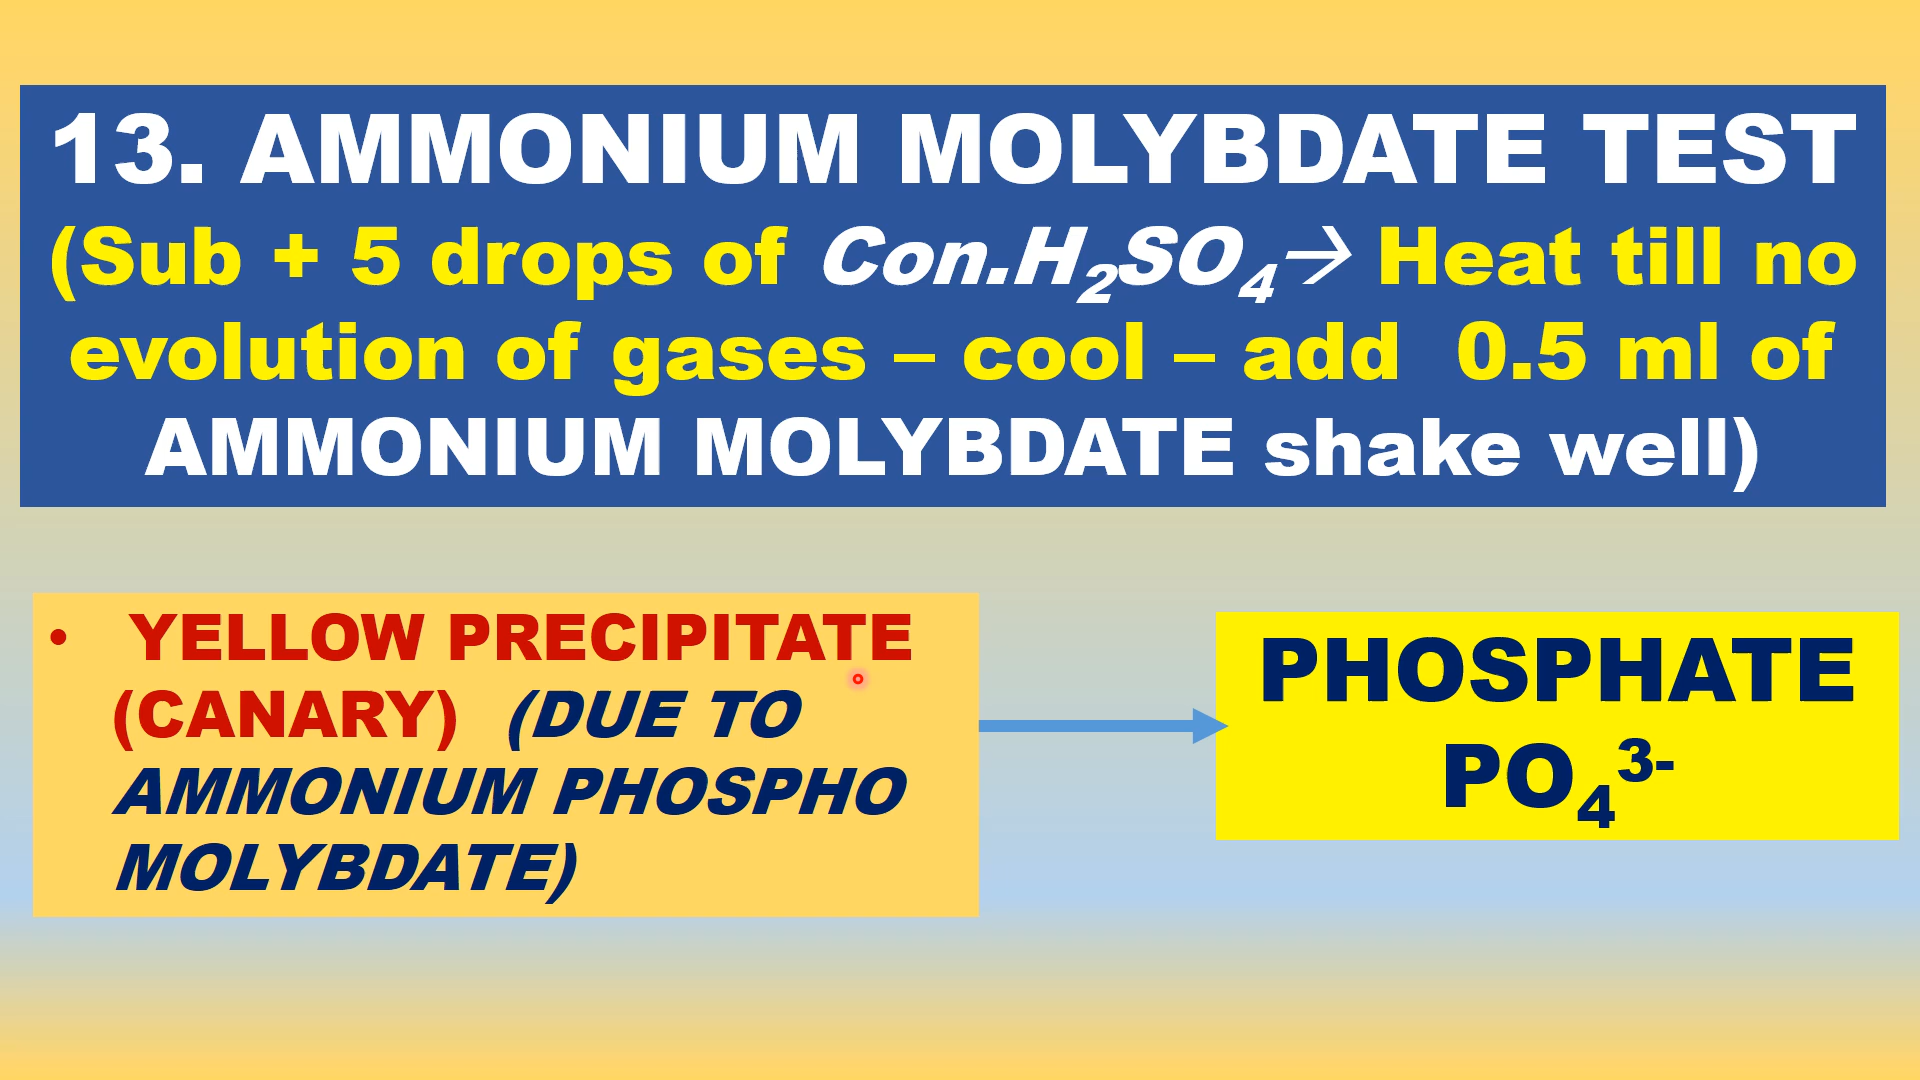 13. AMMONIUM MOLYBDATE TEST
(Sub + 5 drops of Con.H₂SO₄→ Heat till no
evolution of gases – cool – add 0.5 ml of
AMMONIUM MOLYBDATE shake well)
• YELLOW PRECIPITATE
(CANARY) (DUE TO
AMMONIUM PHOSPHO
MOLYBDATE)
PHOSPHATE
PO₄³⁻